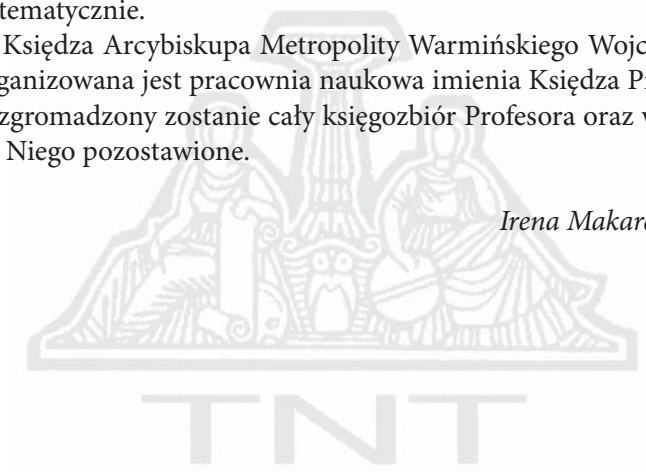 tematycznie.
Księdza Arcybiskupa Metropolity Warmińskiego Wojc
ganizowana jest pracownia naukowa imienia Księdza P
zgromadzony zostanie cały księgozbiór Profesora oraz
Niego pozostawione.
Irena Makar
TNT